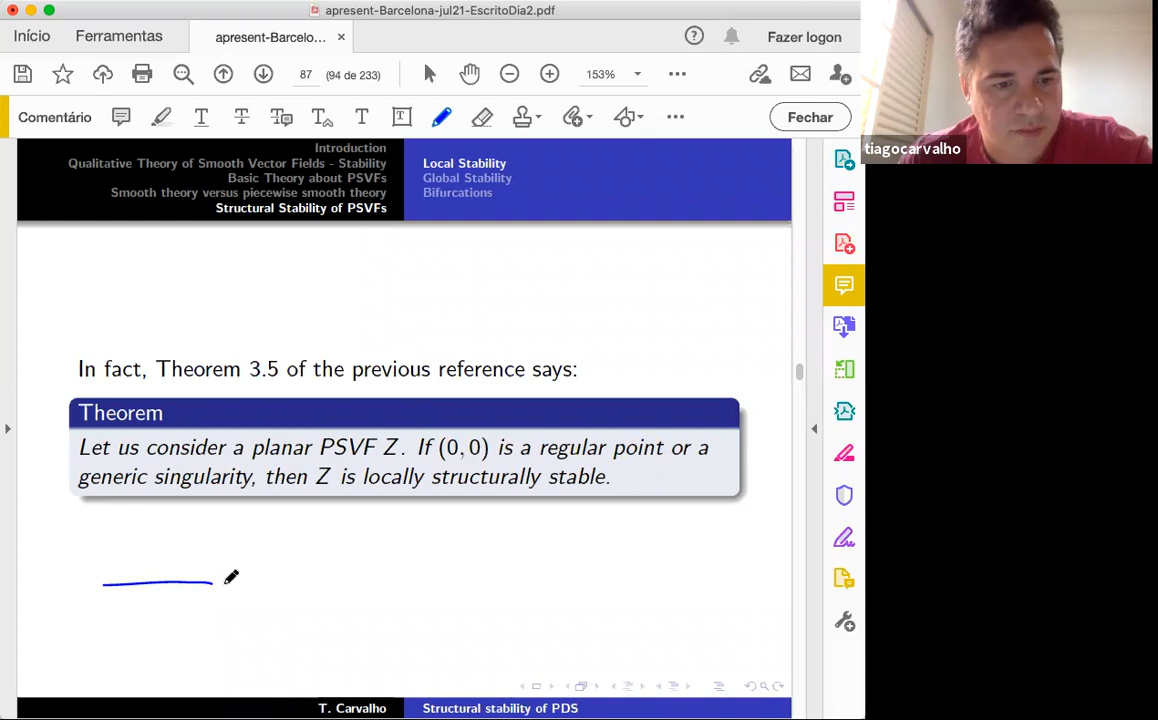 apresent-Barcelona-jul21-EscritoDia2.pdf
Início
Ferramentas
apresent-Barcelo...
Fazer logon
87
(94 de 233)
153%
Comentário
Fechar
tiagocarvalho
Introduction
Qualitative Theory of Smooth Vector Fields - Stability
Basic Theory about PSVFs
Smooth theory versus piecewise smooth theory
Structural Stability of PSVFs
Local Stability
Global Stability
Bifurcations
In fact, Theorem 3.5 of the previous reference says:
Theorem
Let us consider a planar PSVF Z. If (0, 0) is a regular point or a
generic singularity, then Z is locally structurally stable.
T. Carvalho
Structural stability of PDS